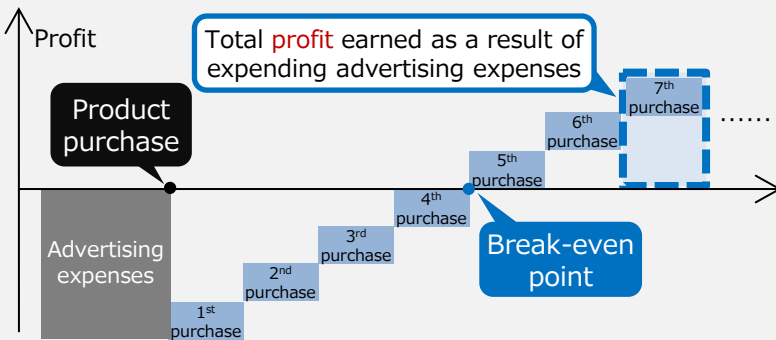 Profit
Total profit earned as a result of
expending advertising expenses
Product
purchase
Advertising
expenses
1st
purchase
2nd
purchase
3rd
purchase
4th
purchase
5th
purchase
6th
purchase
7th
purchase
......
Break-even
point